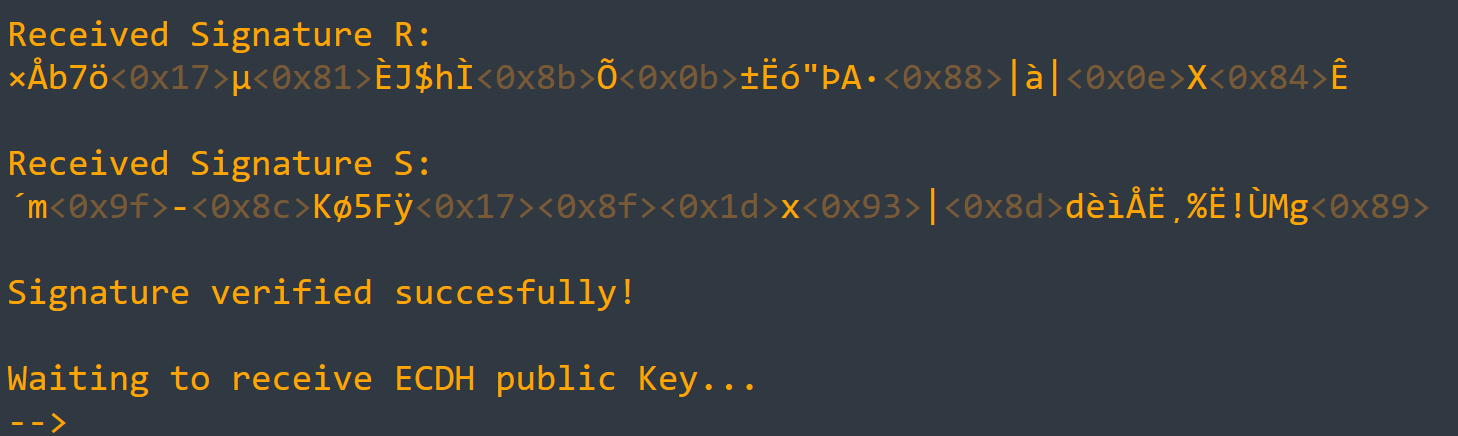 Received Signature R:
×Åb7ö<0x17>µ<0x81>ÈJ$hÌ<0x8b>Õ<0x0b>±Ëó"ÞA·<0x88>|à|<0x0e>X<0x84>Ê
Received Signature S:
´m<0x9f>-<0x8c>Kø5Fÿ<0x17><0x8f><0x1d>x<0x93>|<0x8d>dèìÅË¸%Ë!ÙMg<0x89>
Signature verified succesfully!
Waiting to receive ECDH public Key...
-->